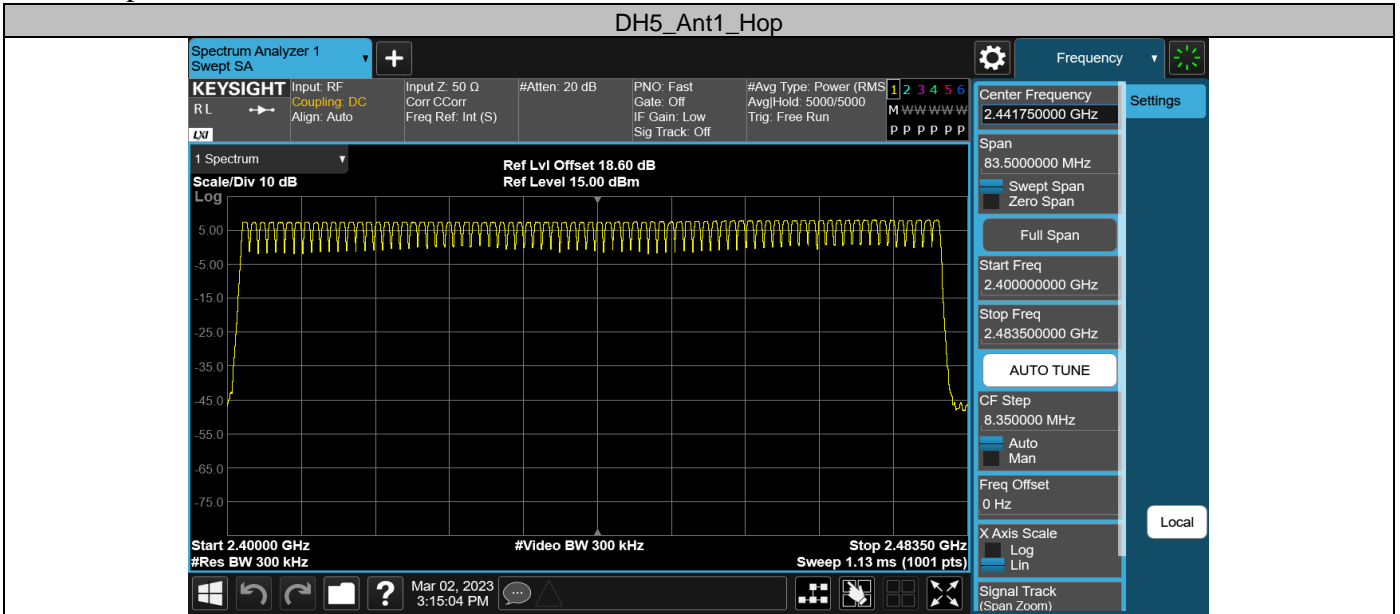 DH5_Ant1_Hop
Spectrum Analyzer 1
Swept SA
+
Frequency
KEYSIGHT
R L
LXI
Input: RF
Coupling: DC
Align: Auto
Input Z: 50 Ω
Corr CCorr
Freq Ref: Int (S)
#Atten: 20 dB
PNO: Fast
Gate: Off
IF Gain: Low
Sig Track: Off
#Avg Type: Power (RMS
Avg|Hold: 5000/5000
Trig: Free Run
1 2 3 4 5 6
M W W W W W
P P P P P P
1 Spectrum
Scale/Div 10 dB
Ref Lvl Offset 18.60 dB
Ref Level 15.00 dBm
Log
5.00
-5.00
-15.0
-25.0
-35.0
-45.0
-55.0
-65.0
-75.0
Start 2.40000 GHz
#Video BW 300 kHz
Stop 2.48350 GHz
#Res BW 300 kHz
Sweep 1.13 ms (1001 pts)
?
Mar 02, 2023
3:15:04 PM
Center Frequency
2.441750000 GHz
Span
83.5000000 MHz
Swept Span
Zero Span
Full Span
Start Freq
2.400000000 GHz
Stop Freq
2.483500000 GHz
AUTO TUNE
CF Step
8.350000 MHz
Auto
Man
Freq Offset
0 Hz
X Axis Scale
Log
Lin
Signal Track
(Span Zoom)
Settings
Local